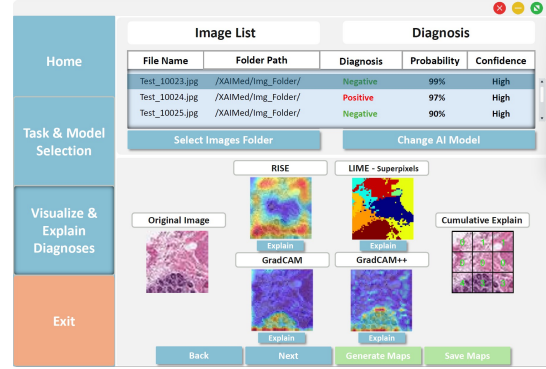 Image List
Diagnosis
File Name Folder Path Diagnosis Probability Confidence
Test_10023.jpg /XAIMed/Img_Folder/ Negative 99% High
Test_10024.jpg /XAIMed/Img_Folder/ Positive 97% High
Test_10025.jpg /XAIMed/Img_Folder/ Negative 90% High
Select Images Folder
Change AI Model
Home
Task & Model
Selection
Visualize &
Explain
Diagnoses
Exit
RISE
LIME - Superpixels
Explain
Explain
Original Image
Cumulative Explain
GradCAM
GradCAM++
Explain
Explain
Back
Next
Generate Maps
Save Maps